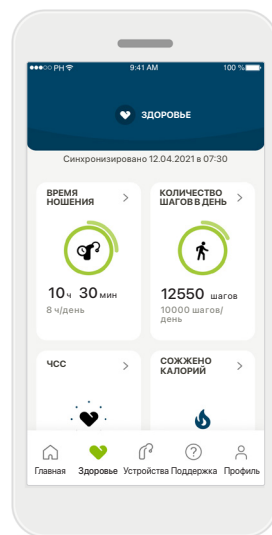 PH 9:41 AM 100 %
ЗДОРОВЬЕ
Синхронизировано 12.04.2021 в 07:30
ВРЕМЯ
НОШЕНИЯ
10 ч 30 мин
8 ч/день
КОЛИЧЕСТВО
ШАГОВ В ДЕНЬ
12550 шагов
10000 шагов/
день
ЧСС
СОЖЖЕНО
КАЛОРИЙ
Главная Здоровье Устройства Поддержка Профиль